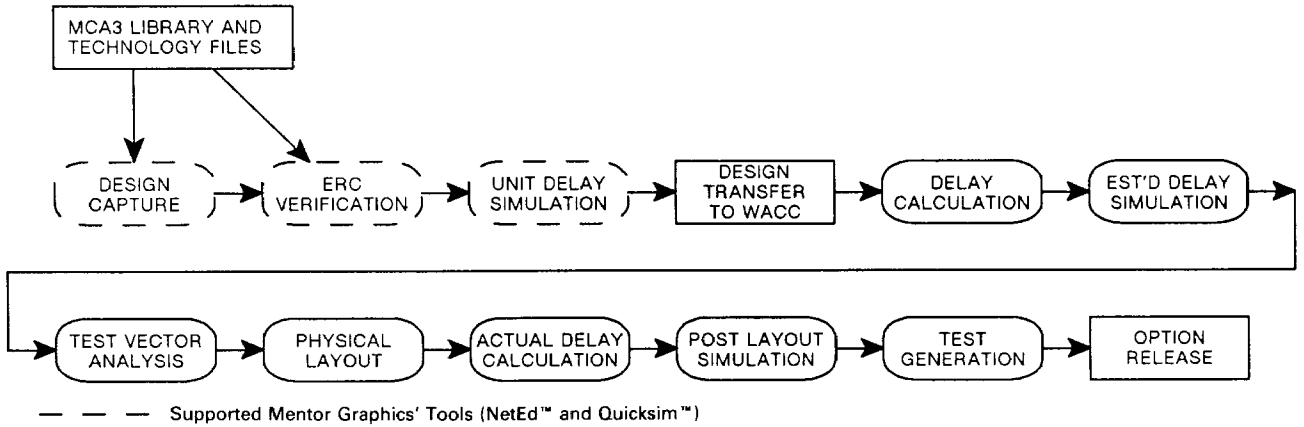 MCA3 LIBRARY AND
TECHNOLOGY FILES
DESIGN
CAPTURE
ERC
VERIFICATION
UNIT DELAY
SIMULATION
DESIGN
TRANSFER
TO WACC
DELAY
CALCULATION
EST'D DELAY
SIMULATION
TEST VECTOR
ANALYSIS
PHYSICAL
LAYOUT
ACTUAL DELAY
CALCULATION
POST LAYOUT
SIMULATION
TEST
GENERATION
OPTION
RELEASE
Supported Mentor Graphics' Tools (NetEd™ and Quicksim™)